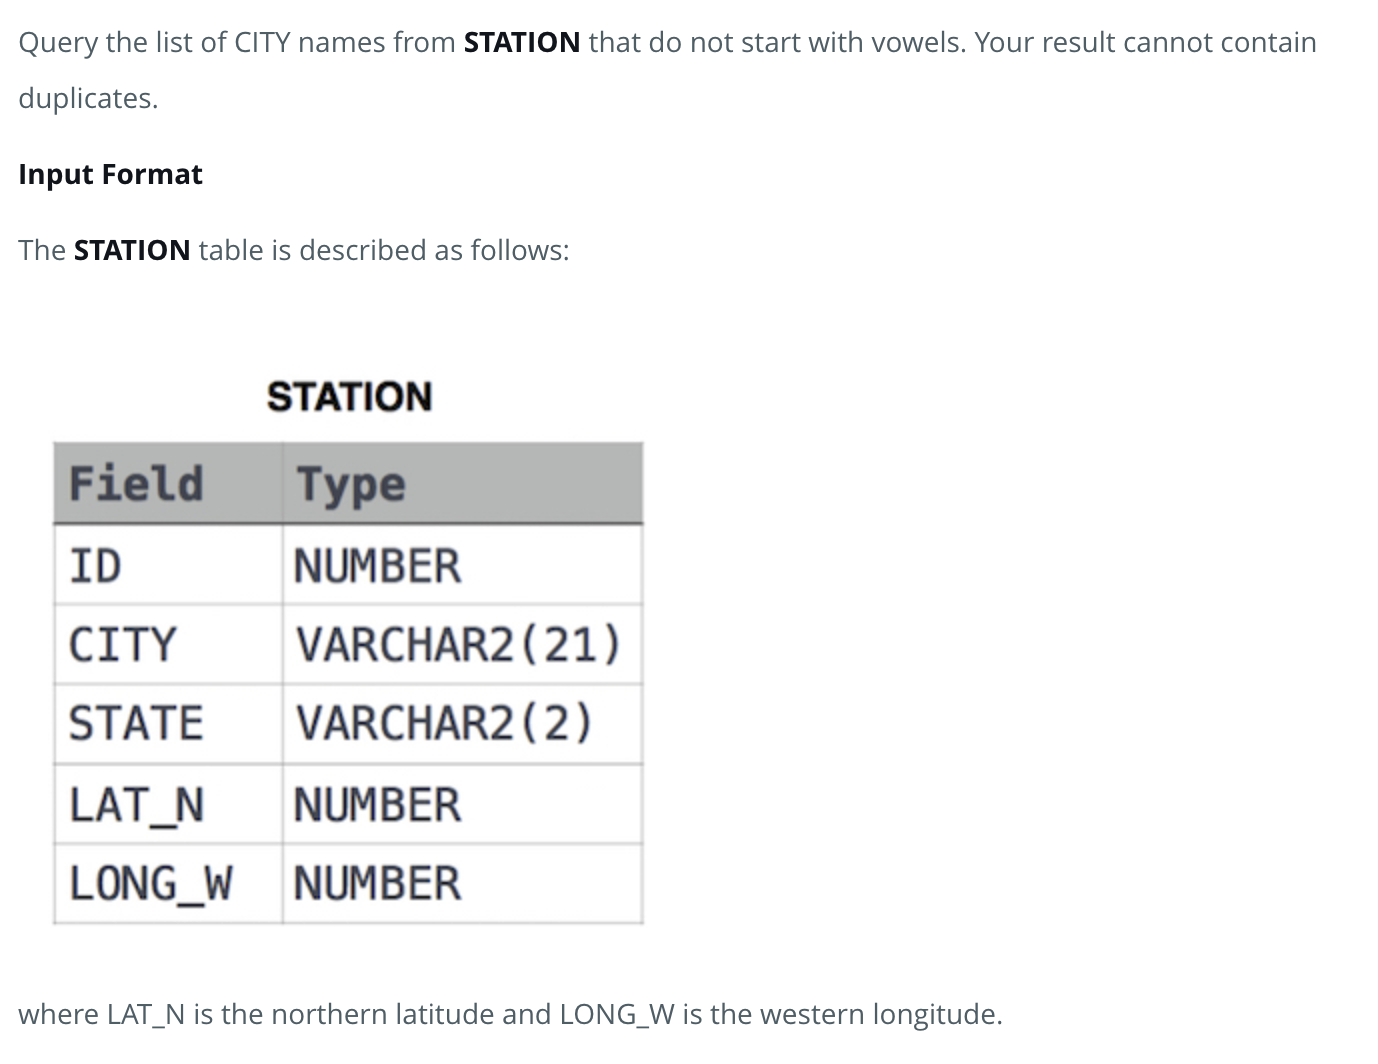 Query the list of CITY names from STATION that do not start with vowels. Your result cannot contain
duplicates.
Input Format
The STATION table is described as follows:
STATION
Field Type
ID NUMBER
CITY VARCHAR2(21)
STATE VARCHAR2(2)
LAT_N NUMBER
LONG_W NUMBER
where LAT_N is the northern latitude and LONG_W is the western longitude.